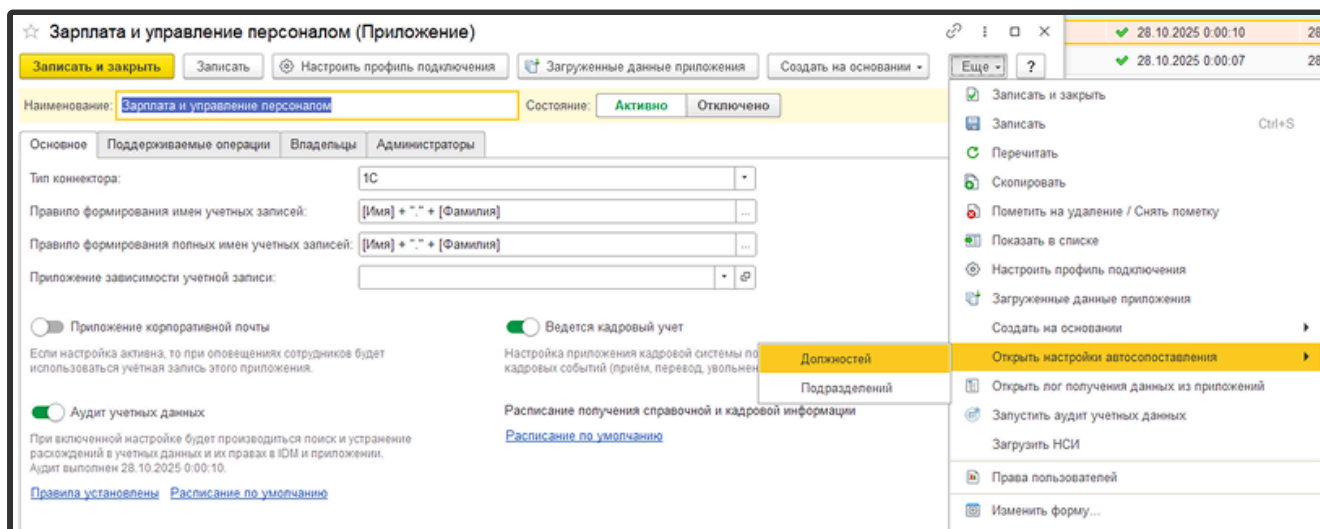 Зарплата и управление персоналом (Приложение)
28.10.2025 0:00:10 28
28.10.2025 0:00:07 28
Записать и закрыть Записать Настроить профиль подключения Загруженные данные приложения Создать на основании Еще ?
Наименование: Зарплата и управление персоналом Состояние: Активно Отключено
Основное Поддерживаемые операции Владельцы Администраторы
Тип коннектора: 1С
Правило формирования имен учетных записей: [Имя] + "." + [Фамилия] ...
Правило формирования полных имен учетных записей: [Имя] + "." + [Фамилия] ...
Приложение зависимости учетной записи:
Приложение корпоративной почты
Если настройка активна, то при оповещениях сотрудников будет
использоваться учётная запись этого приложения.
Аудит учетных данных
При включенной настройке будет производиться поиск и устранение
расхождений в учетных данных и их правах в IDM и приложении.
Аудит выполнен 28.10.2025 0:00:10.
Правила установлены Расписание по умолчанию
Ведется кадровый учет
Настройка приложения кадровой системы по
кадровых событий (приём, перевод, увольнен
Расписание получения справочной и кадровой информации
Расписание по умолчанию
Записать и закрыть
Записать Ctrl+S
Перечитать
Скопировать
Пометить на удаление / Снять пометку
Показать в списке
Настроить профиль подключения
Загруженные данные приложения
Создать на основании
Открыть настройки автосопоставления
Должностей
Подразделений
Открыть лог получения данных из приложений
Запустить аудит учетных данных
Загрузить НСИ
Права пользователей
Изменить форму...